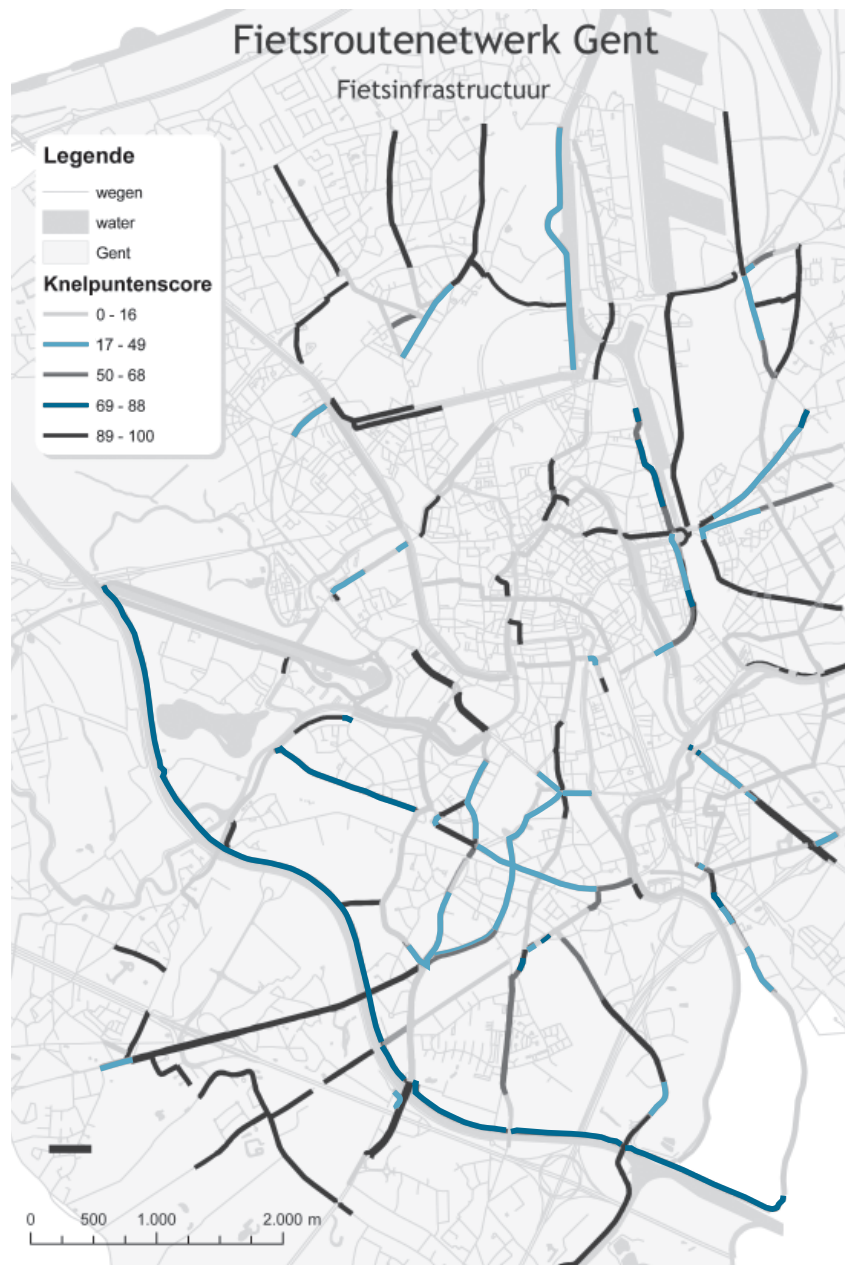 Fietsroutenetwerk Gent
Fietsinfrastructuur
Legende
wegen
water
Gent
Knelpuntenscore
0 - 16
17 - 49
50 - 68
69 - 88
89 - 100
0 500 1.000 2.000 m